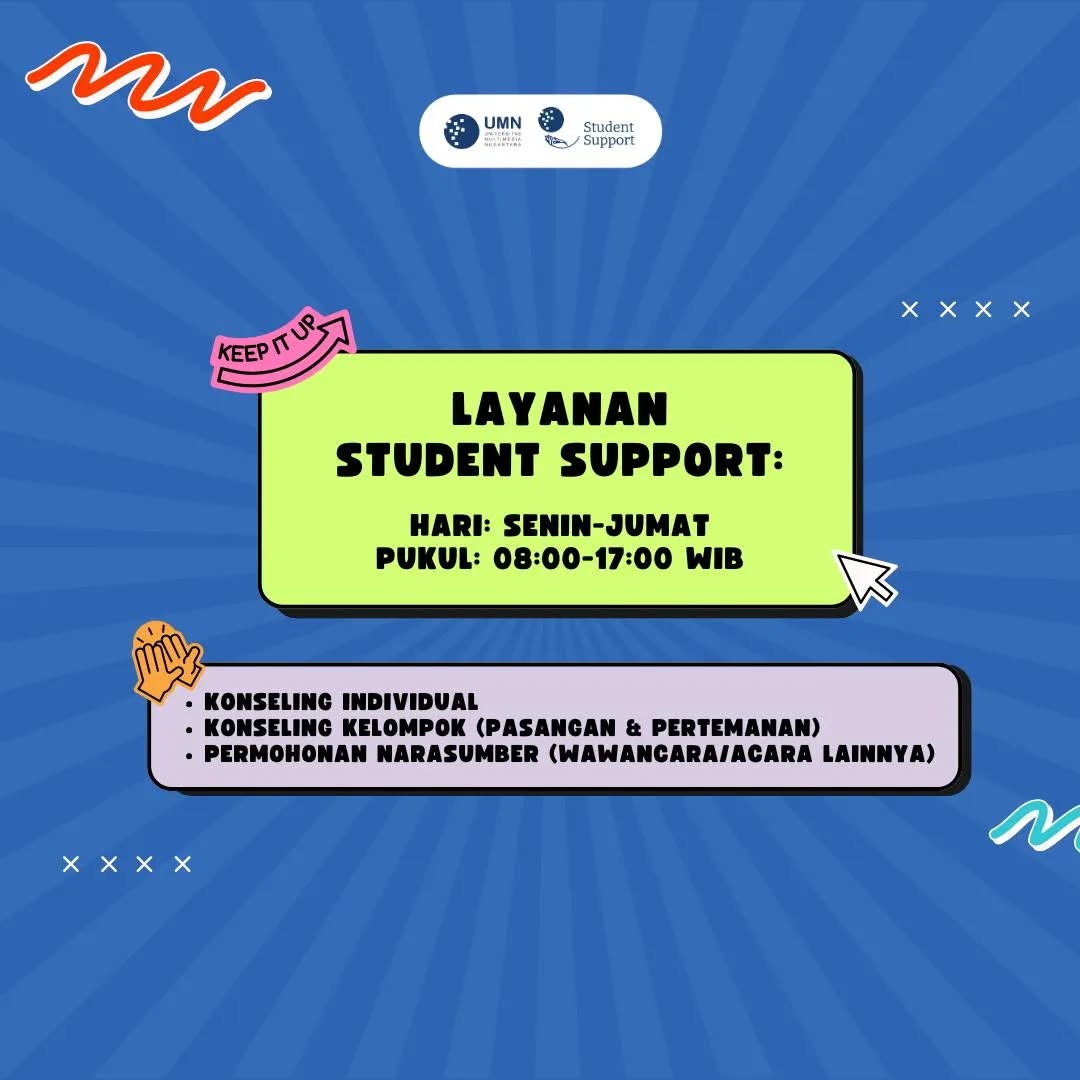 UMN
UNIVERSITAS
MULTIMEDIA
NUSANTARA
Student
Support
KEEP IT UP
LAYANAN
STUDENT SUPPORT:
HARI: SENIN-JUMAT
PUKUL: 08:00-17:00 WIB
• KONSELING INDIVIDUAL
• KONSELING KELOMPOK (PASANGAN & PERTEMANAN)
• PERMOHONAN NARASUMBER (WAWANCARA/ACARA LAINNYA)